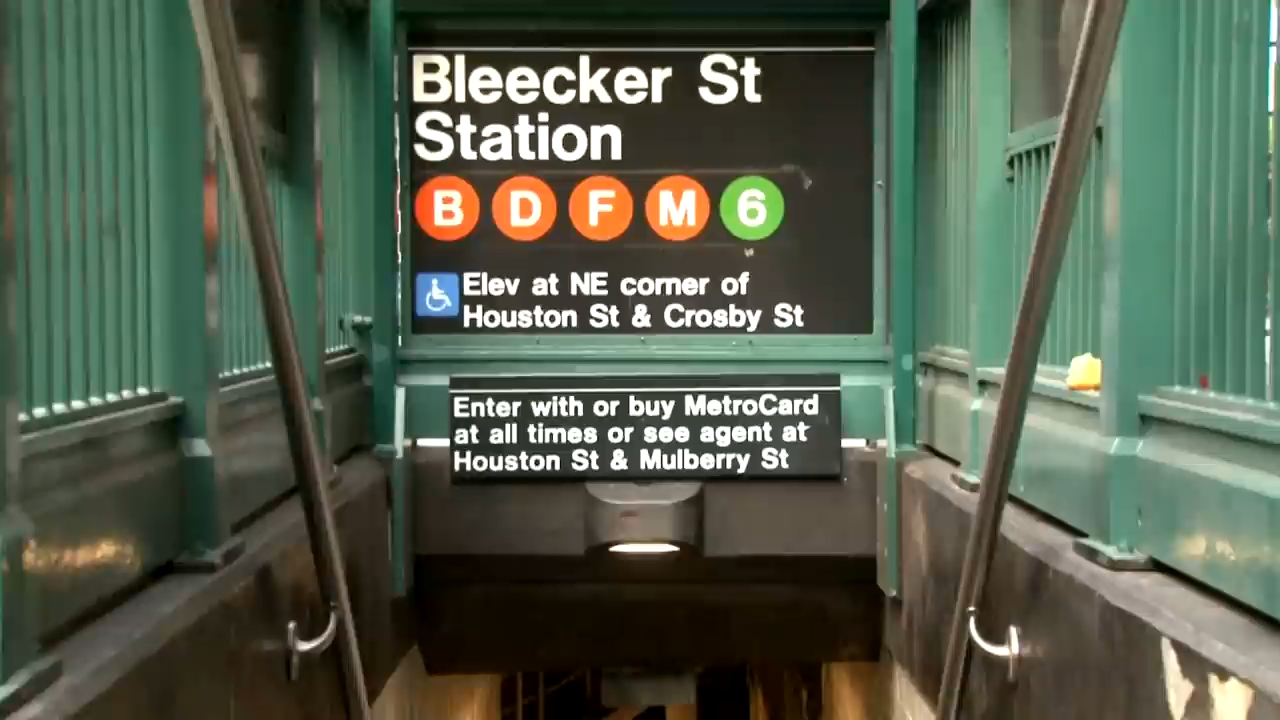 Bleecker St
Station
B D F M 6
Elev at NE corner of
Houston St & Crosby St
Enter with or buy MetroCard
at all times or see agent at
Houston St & Mulberry St